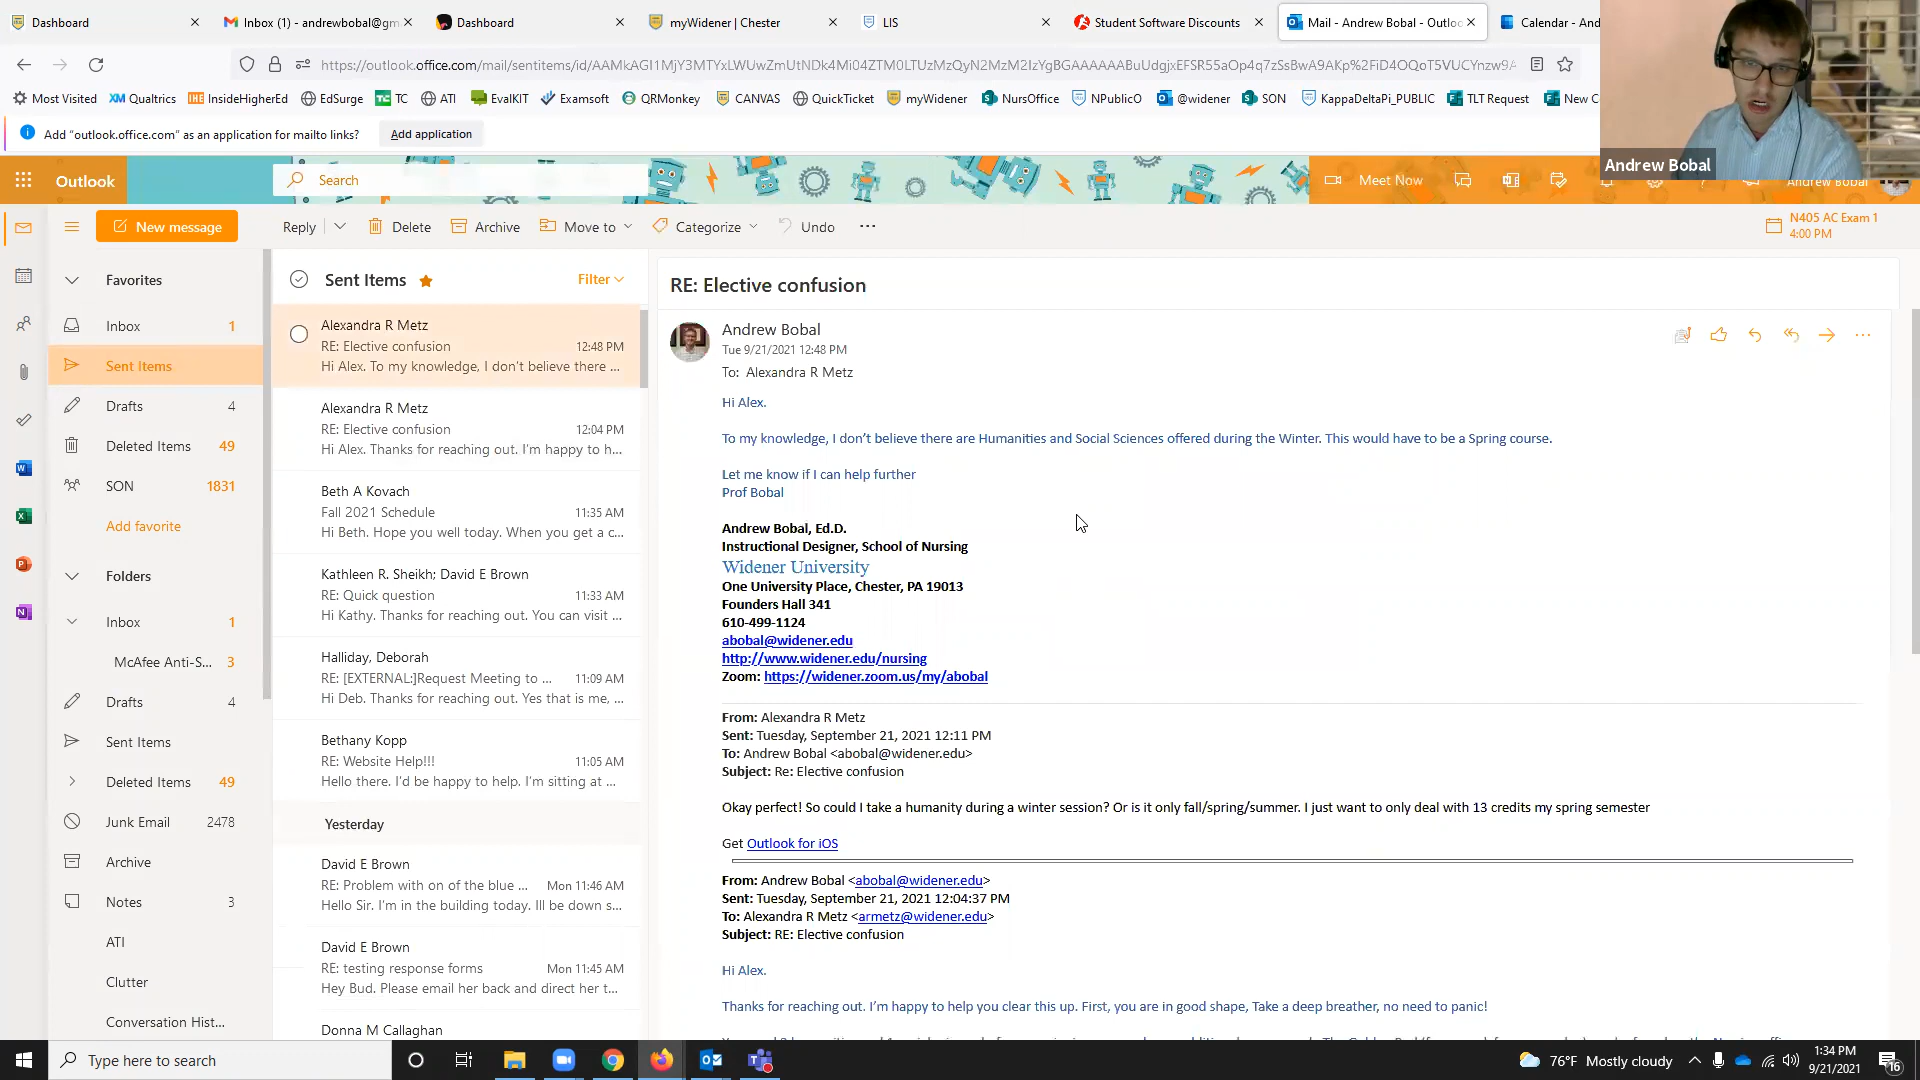 Dashboard
Inbox (1) - andrewbobal@gm
Dashboard
myWidener | Chester
LIS
Student Software Discounts
Mail - Andrew Bobal - Outloo
Calendar - And
Most Visited
XM Qualtrics
IHE InsideHigherEd
EdSurge
TC TC
ATI
EvalKIT
Examsoft
QRMonkey
CANVAS
QuickTicket
myWidener
NursOffice
NPublicO
@widener
SON
KappaDeltaPi_PUBLIC
TLT Request
New C
Add "outlook.office.com" as an application for mailto links?
Add application
Andrew Bobal
Outlook
Search
Meet Now
Andrew Bobal
New message
Reply
Delete
Archive
Move to
Categorize
Undo
N405 AC Exam 1
4:00 PM
Favorites
Inbox 1
Sent Items
Drafts 4
Deleted Items 49
SON 1831
Add favorite
Folders
Inbox 1
McAfee Anti-S... 3
Drafts 4
Sent Items
Deleted Items 49
Junk Email 2478
Archive
Notes 3
ATI
Clutter
Conversation Hist...
Sent Items
Filter
Alexandra R Metz
RE: Elective confusion 12:48 PM
Hi Alex. To my knowledge, I don't believe there ...
Alexandra R Metz
RE: Elective confusion 12:04 PM
Hi Alex. Thanks for reaching out. I'm happy to h...
Beth A Kovach
Fall 2021 Schedule 11:35 AM
Hi Beth. Hope you well today. When you get a c...
Kathleen R. Sheikh; David E Brown
RE: Quick question 11:33 AM
Hi Kathy. Thanks for reaching out. You can visit ...
Halliday, Deborah
RE: [EXTERNAL:]Request Meeting to ... 11:09 AM
Hi Deb. Thanks for reaching out. Yes that is me, ...
Bethany Kopp
RE: Website Help!!! 11:05 AM
Hello there. I'd be happy to help. I'm sitting at ...
Yesterday
David E Brown
RE: Problem with on of the blue ... Mon 11:46 AM
Hello Sir. I'm in the building today. Ill be down s...
David E Brown
RE: testing response forms Mon 11:45 AM
Hey Bud. Please email her back and direct her t...
Donna M Callaghan
RE: Elective confusion
Andrew Bobal
Tue 9/21/2021 12:48 PM
To: Alexandra R Metz
Hi Alex.
To my knowledge, I don't believe there are Humanities and Social Sciences offered during the Winter. This would have to be a Spring course.
Let me know if I can help further
Prof Bobal
Andrew Bobal, Ed.D.
Instructional Designer, School of Nursing
Widener University
One University Place, Chester, PA 19013
Founders Hall 341
610-499-1124
abobal@widener.edu
http://www.widener.edu/nursing
Zoom: https://widener.zoom.us/my/abobal
From: Alexandra R Metz
Sent: Tuesday, September 21, 2021 12:11 PM
To: Andrew Bobal <abobal@widener.edu>
Subject: Re: Elective confusion
Okay perfect! So could I take a humanity during a winter session? Or is it only fall/spring/summer. I just want to only deal with 13 credits my spring semester
Get Outlook for iOS
From: Andrew Bobal <abobal@widener.edu>
Sent: Tuesday, September 21, 2021 12:04:37 PM
To: Alexandra R Metz <armetz@widener.edu>
Subject: RE: Elective confusion
Hi Alex.
Thanks for reaching out. I'm happy to help you clear this up. First, you are in good shape, Take a deep breather, no need to panic!
Type here to search
76°F Mostly cloudy
1:34 PM
9/21/2021
16